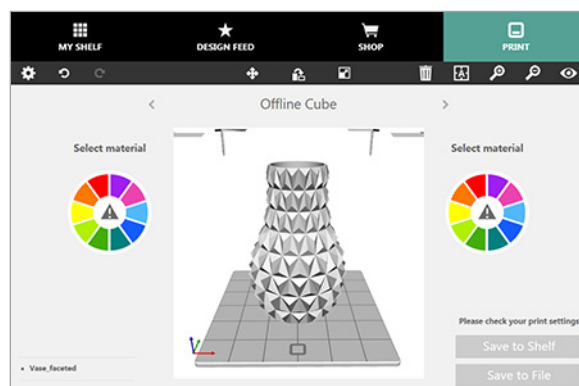 MY SHELF
DESIGN FEED
SHOP
PRINT
A
Offline Cube
Select material
Select material
Please check your print settings
Save to Shelf
Save to File
Vase_faceted